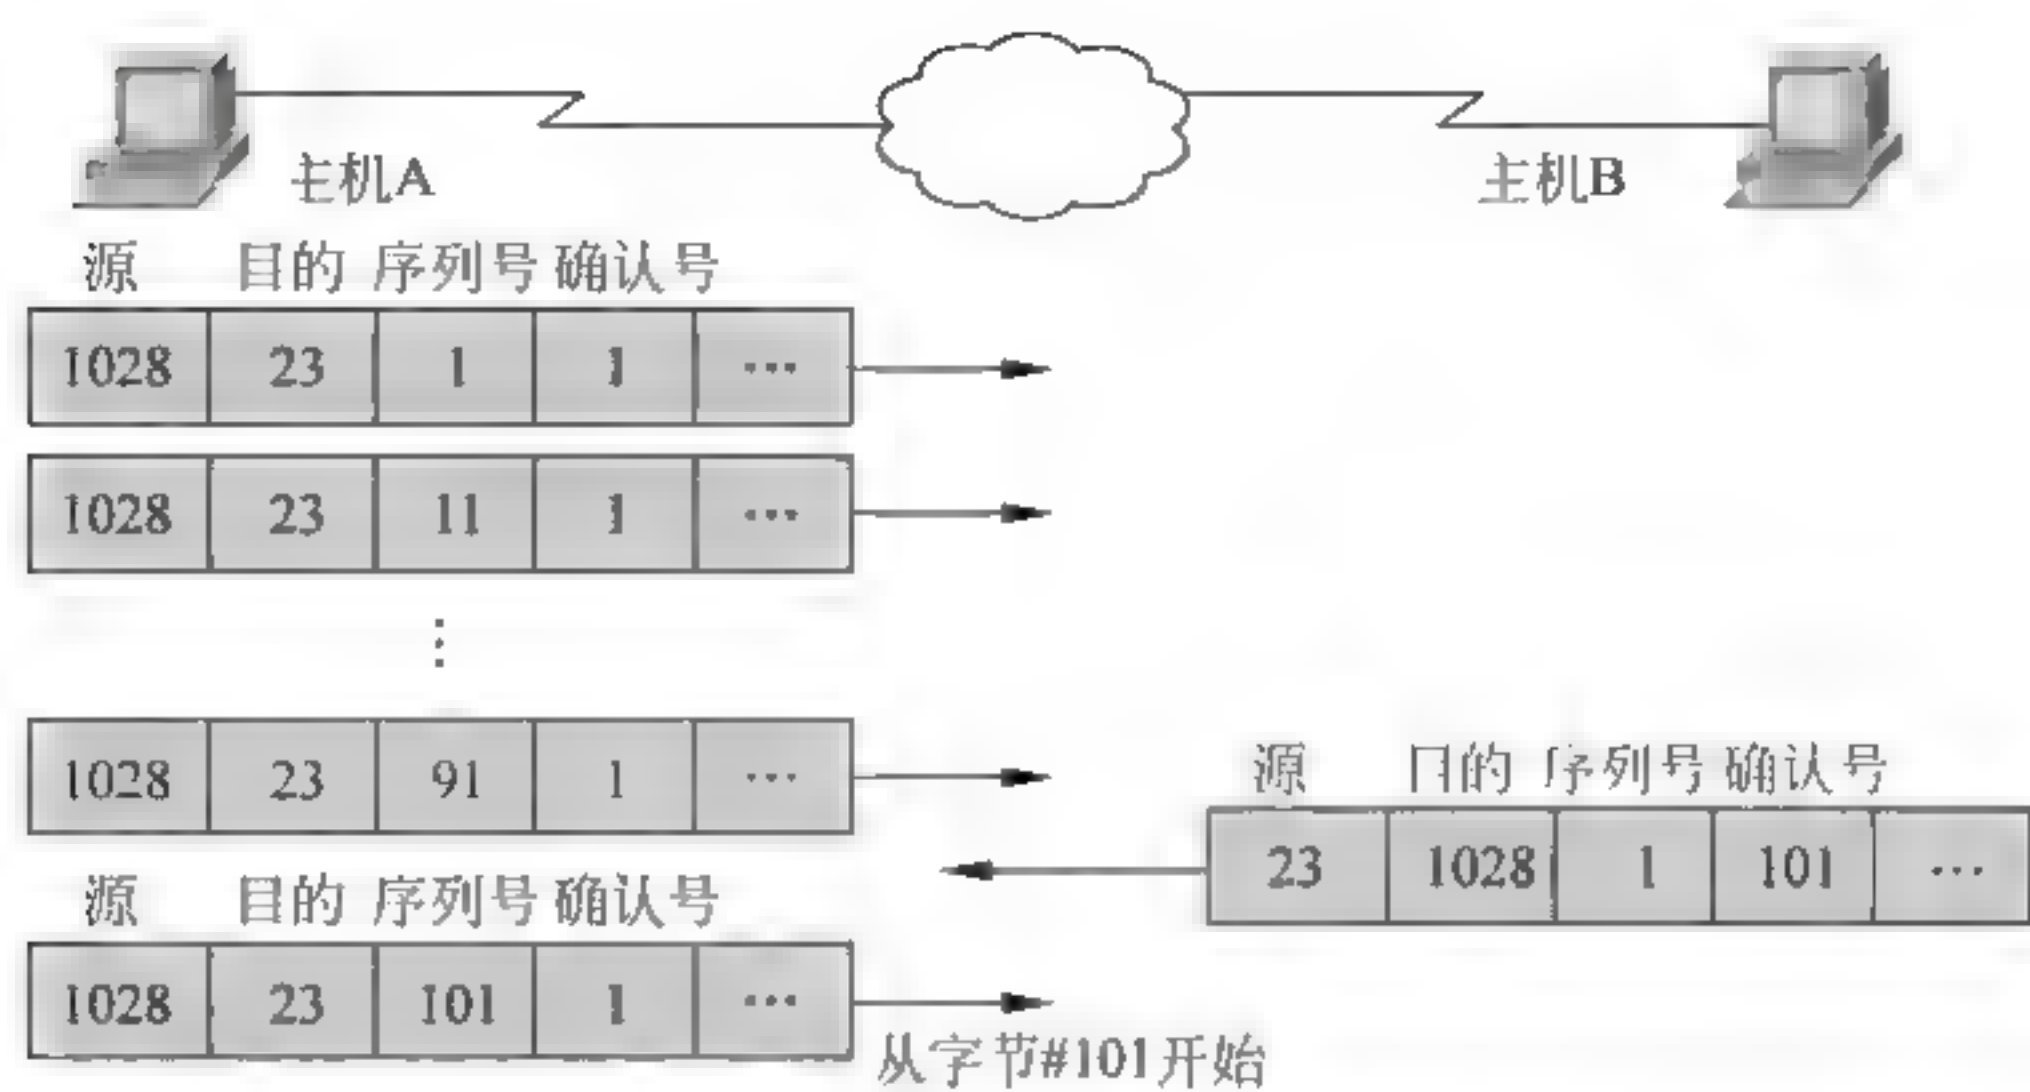 主机A
主机B
源 目的 序列号 确认号
1028 23 1 1 ...
1028 23 11 1 ...
⋮
1028 23 91 1 ...
源 目的 序列号 确认号
23 1028 1 101 ...
源 目的 序列号 确认号
1028 23 101 1 ...
从字节#101开始